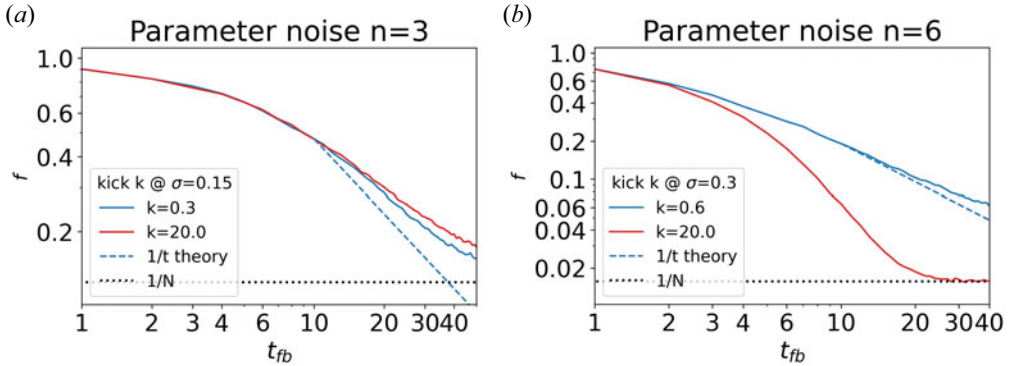 (a)
Parameter noise n=3
1.0
0.6
0.4
0.2
f
kick k @ σ=0.15
k=0.3
k=20.0
1/t theory
1/N
1 2 3 4 6 10 20 30 40
t_fb
(b)
Parameter noise n=6
1.0
0.6
0.4
0.2
0.1
0.06
0.04
0.02
f
kick k @ σ=0.3
k=0.6
k=20.0
1/t theory
1/N
1 2 3 4 6 10 20 30 40
t_fb